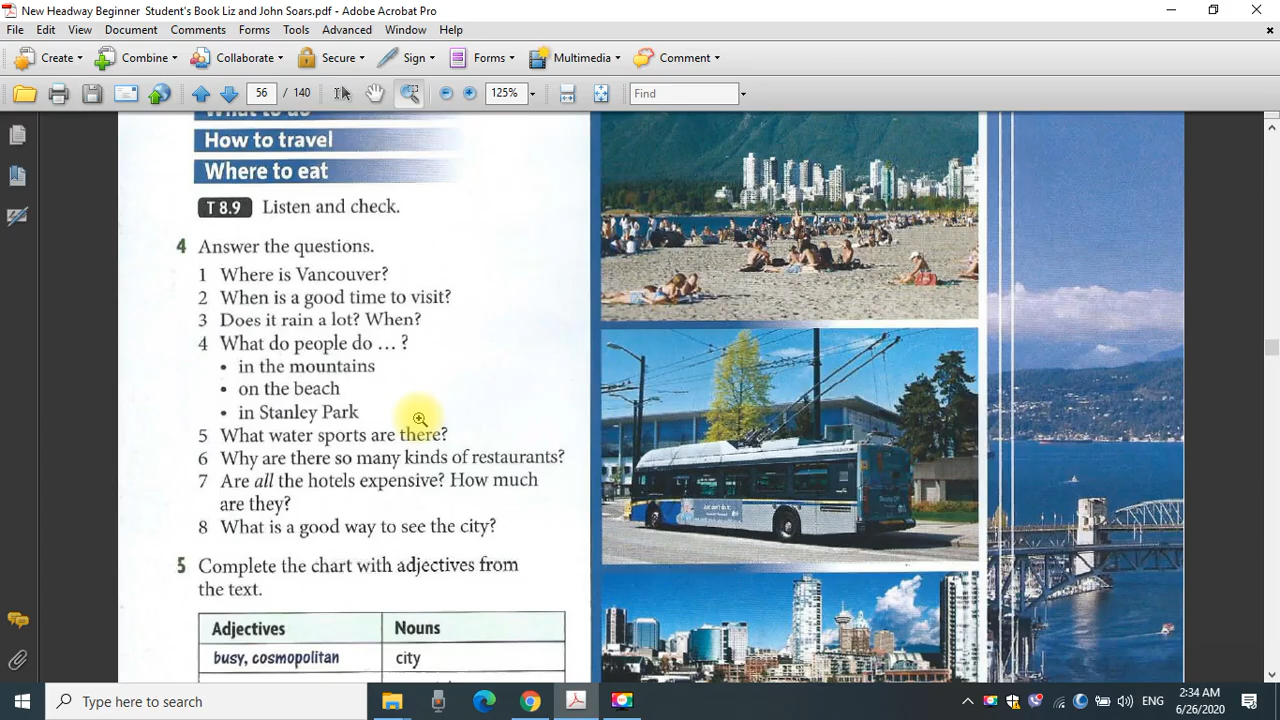 New Headway Beginner Student's Book Liz and John Soars.pdf - Adobe Acrobat Pro
File Edit View Document Comments Forms Tools Advanced Window Help
Create Combine Collaborate Secure Sign Forms Multimedia Comment
56 / 140 125% Find
What to do
How to travel
Where to eat
T 8.9 Listen and check.
4 Answer the questions.
1 Where is Vancouver?
2 When is a good time to visit?
3 Does it rain a lot? When?
4 What do people do … ?
• in the mountains
• on the beach
• in Stanley Park
5 What water sports are there?
6 Why are there so many kinds of restaurants?
7 Are all the hotels expensive? How much
are they?
8 What is a good way to see the city?
5 Complete the chart with adjectives from
the text.
Adjectives Nouns
busy, cosmopolitan city
Type here to search
ENG
2:34 AM
6/26/2020